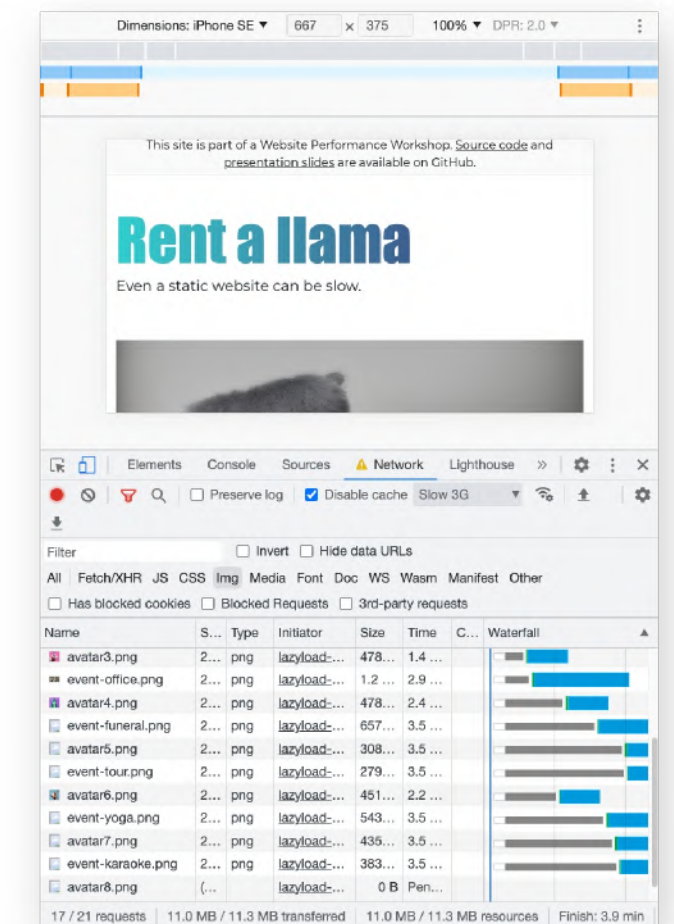 Dimensions: iPhone SE ▼ 667 × 375 100% ▼ DPR: 2.0 ▼
This site is part of a Website Performance Workshop. Source code and
presentation slides are available on GitHub.
Rent a llama
Even a static website can be slow.
Elements Console Sources Network Lighthouse »
Preserve log Disable cache Slow 3G ▼
Filter Invert Hide data URLs
All Fetch/XHR JS CSS Img Media Font Doc WS Wasm Manifest Other
Has blocked cookies Blocked Requests 3rd-party requests
Name S... Type Initiator Size Time C... Waterfall
avatar3.png 2... png lazyload-... 478... 1.4 ...
event-office.png 2... png lazyload-... 1.2 ... 2.9 ...
avatar4.png 2... png lazyload-... 478... 2.4 ...
event-funeral.png 2... png lazyload-... 657... 3.5 ...
avatar5.png 2... png lazyload-... 308... 3.5 ...
event-tour.png 2... png lazyload-... 279... 3.5 ...
avatar6.png 2... png lazyload-... 451... 2.2 ...
event-yoga.png 2... png lazyload-... 543... 3.5 ...
avatar7.png 2... png lazyload-... 435... 3.5 ...
event-karaoke.png 2... png lazyload-... 383... 3.5 ...
avatar8.png (... lazyload-... 0 B Pen...
17 / 21 requests 11.0 MB / 11.3 MB transferred 11.0 MB / 11.3 MB resources Finish: 3.9 min